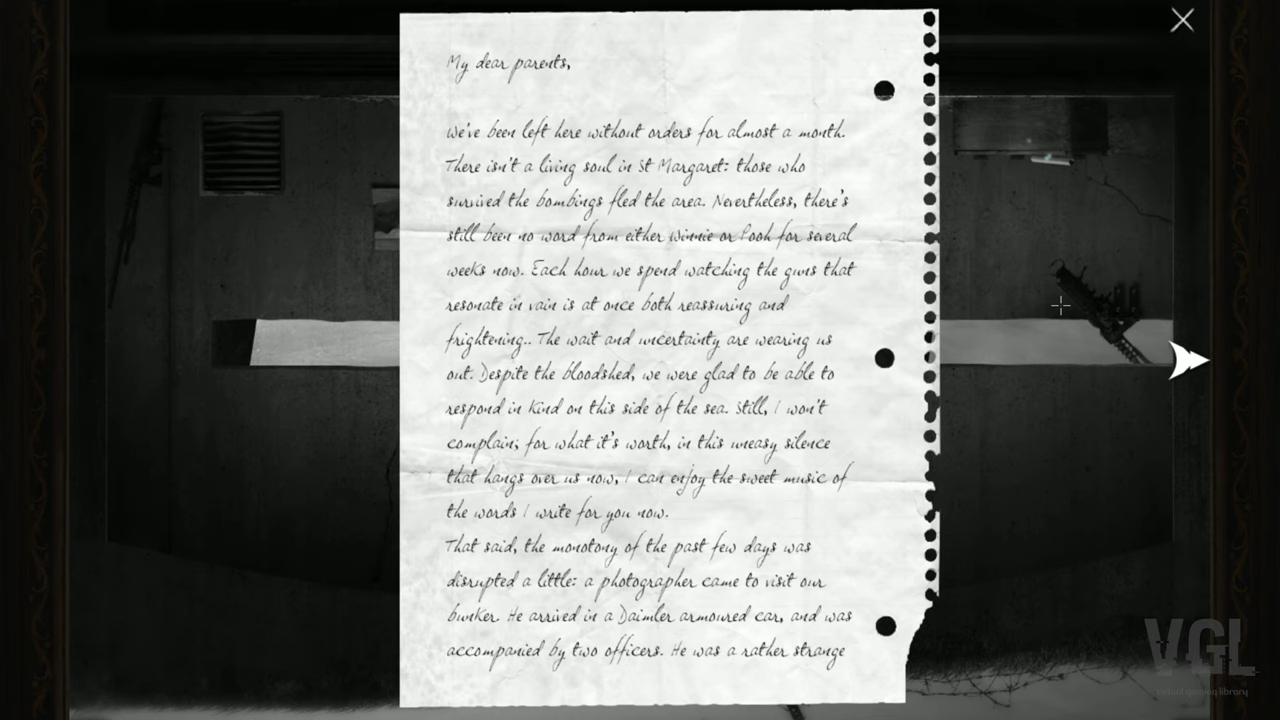 My dear parents,
We've been left here without orders for almost a month.
There isn't a living soul in St Margaret: those who
survived the bombings fled the area. Nevertheless, there's
still been no word from either Winnie or Pooh for several
weeks now. Each hour we spend watching the guns that
resonate in vain is at once both reassuring and
frightening.. The wait and uncertainty are wearing us
out. Despite the bloodshed, we were glad to be able to
respond in kind on this side of the sea. Still, I won't
complain; for what it's worth, in this uneasy silence
that hangs over us now, I can enjoy the sweet music of
the words I write for you now.
That said, the monotony of the past few days was
disrupted a little: a photographer came to visit our
bunker. He arrived in a Daimler armoured car, and was
accompanied by two officers. He was a rather strange
VGL
virtual gaming library